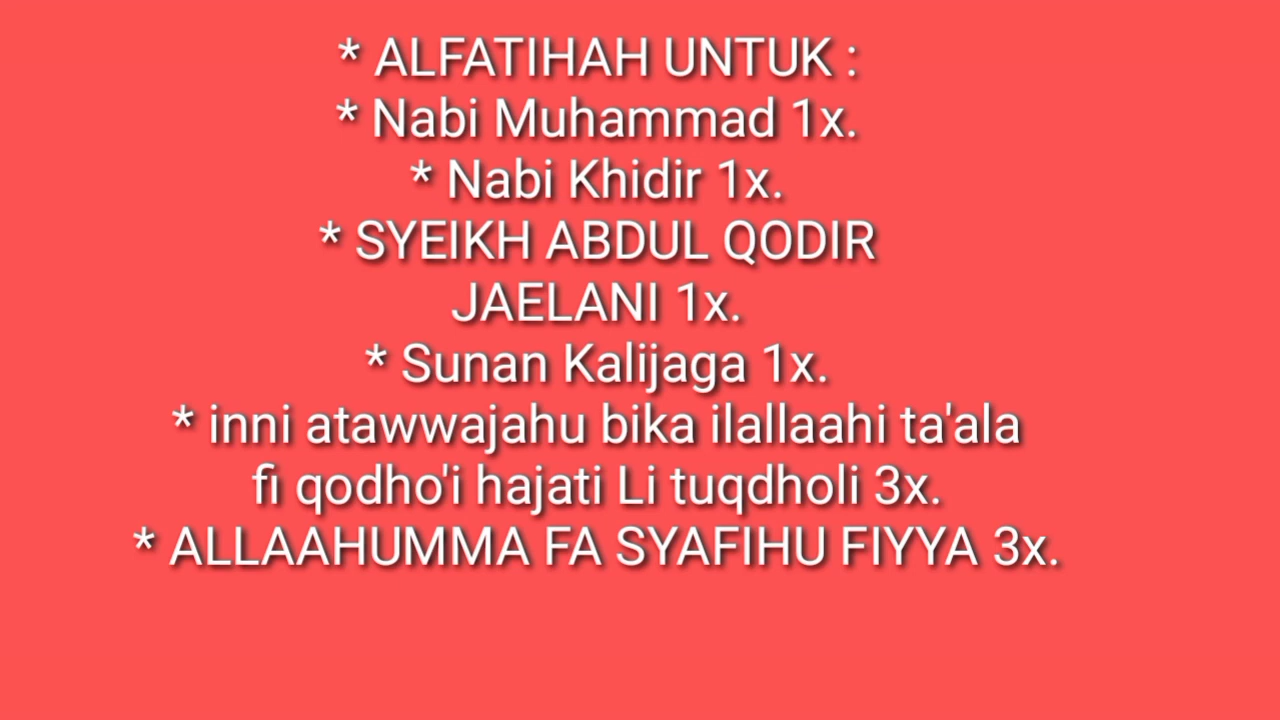 * ALFATIHAH UNTUK :
* Nabi Muhammad 1x.
* Nabi Khidir 1x.
* SYEIKH ABDUL QODIR
JAELANI 1x.
* Sunan Kalijaga 1x.
* inni atawwajahu bika ilallaahi ta'ala
fi qodho'i hajati Li tuqdholi 3x.
* ALLAAHUMMA FA SYAFIHU FIYYA 3x.